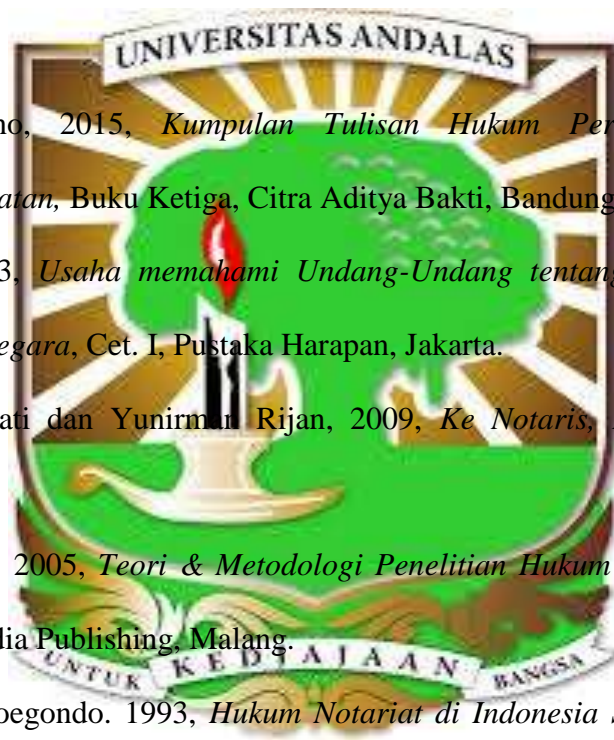 UNIVERSITAS ANDALAS
no, 2015, Kumpulan Tulisan Hukum Per
atan, Buku Ketiga, Citra Aditya Bakti, Bandung
3, Usaha memahami Undang-Undang tentang
egara, Cet. I, Pustaka Harapan, Jakarta.
ati dan Yunirman Rijan, 2009, Ke Notaris,
2005, Teori & Metodologi Penelitian Hukum
dia Publishing, Malang.
UNTUK KEDJAJAAN BANGSA
oegondo. 1993, Hukum Notariat di Indonesia